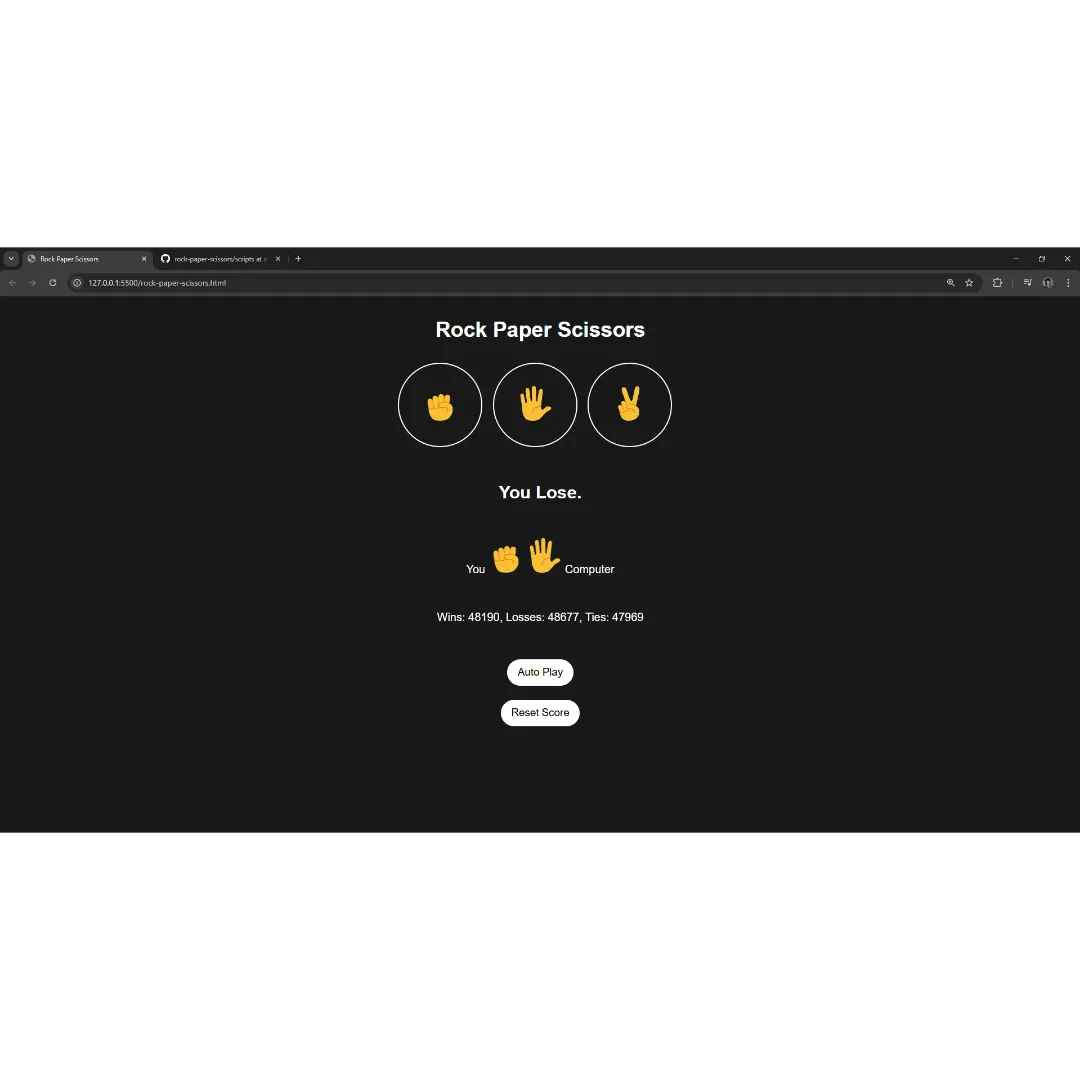 Rock Paper Scissors
rock-paper-scissors/scripts at
127.0.0.1:5500/rock-paper-scissors.html
Rock Paper Scissors
You Lose.
You Computer
Wins: 48190, Losses: 48677, Ties: 47969
Auto Play
Reset Score